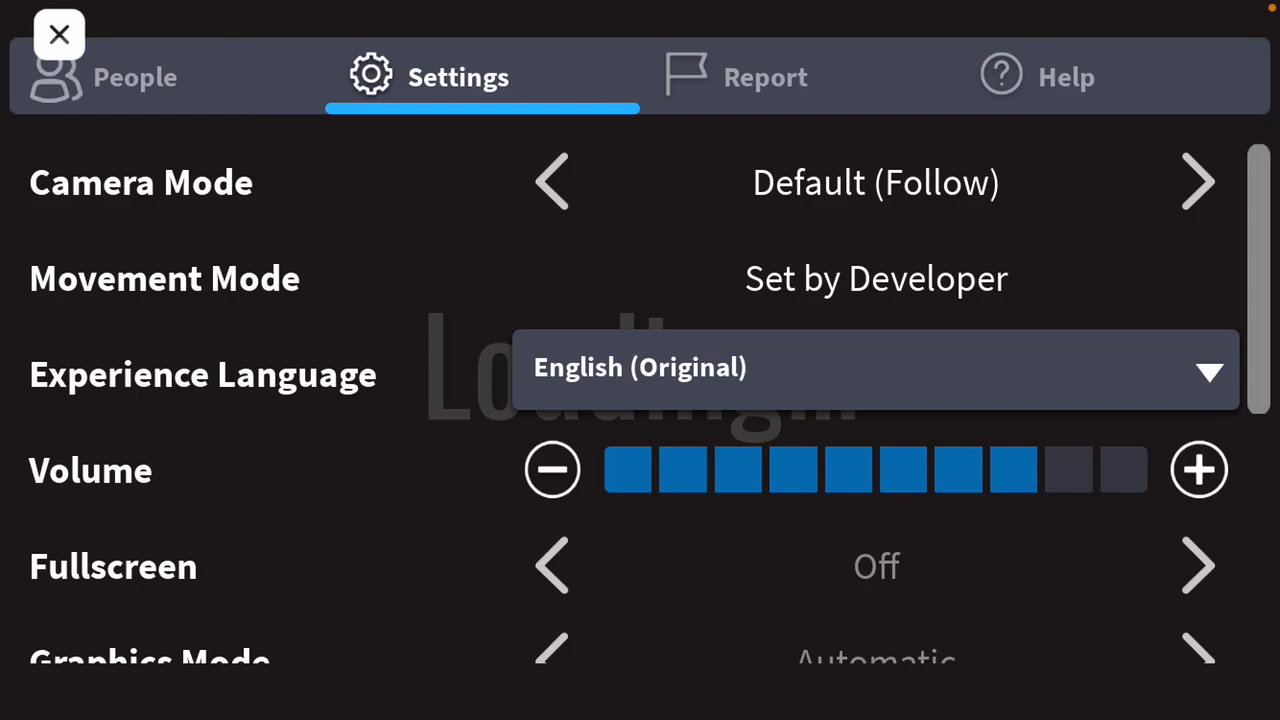 People
Settings
Report
Help
Camera Mode
Default (Follow)
Movement Mode
Set by Developer
Loading...
Experience Language
English (Original)
Volume
Fullscreen
Off
Graphics Mode
Automatic